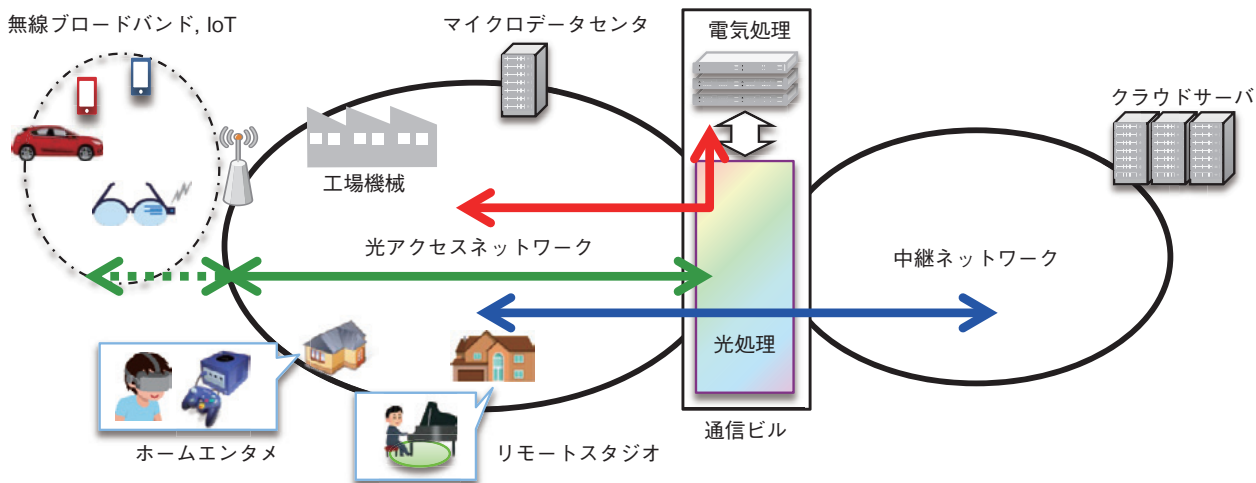 無線ブロードバンド, IoT
マイクロデータセンタ
電気処理
クラウドサーバ
工場機械
光アクセスネットワーク
中継ネットワーク
光処理
通信ビル
ホームエンタメ
リモートスタジオ